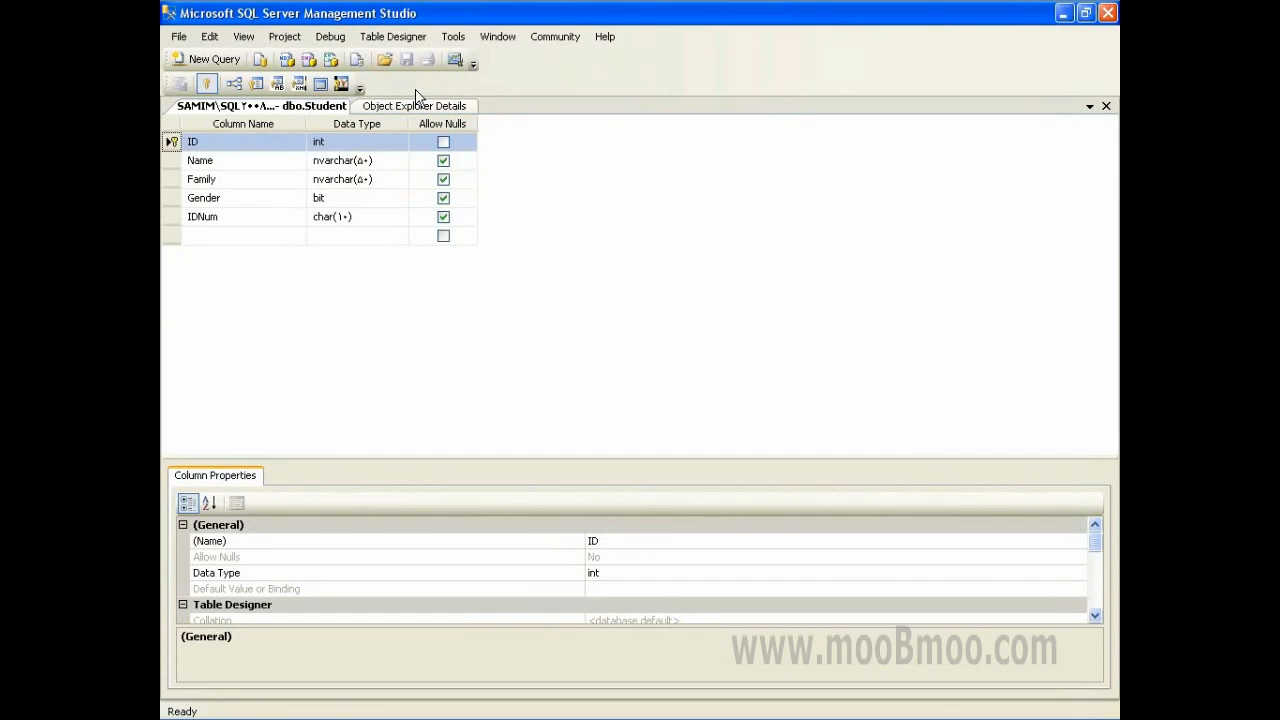 Microsoft SQL Server Management Studio
File Edit View Project Debug Table Designer Tools Window Community Help
New Query
SAMIM\SQL۲۰۰۸...- dbo.Student Object Explorer Details
Column Name Data Type Allow Nulls
ID int
Name nvarchar(۵۰)
Family nvarchar(۵۰)
Gender bit
IDNum char(۱۰)
Column Properties
(General)
(Name) ID
Allow Nulls No
Data Type int
Default Value or Binding
Table Designer
Collation <database default>
(General)
www.mooBmoo.com
Ready